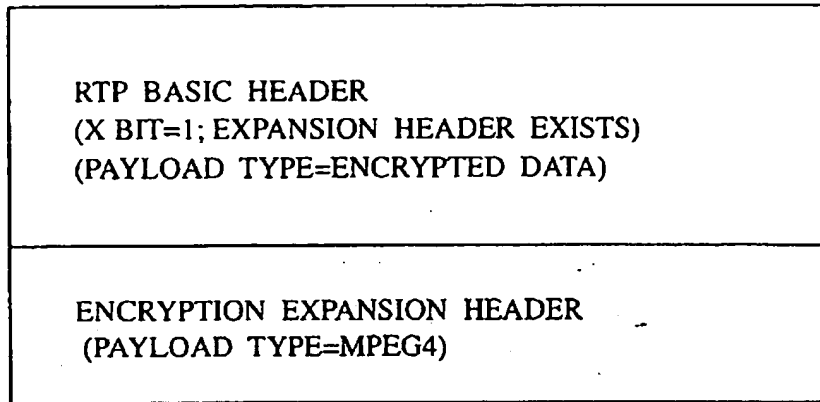 RTP BASIC HEADER
(X BIT=1; EXPANSION HEADER EXISTS)
(PAYLOAD TYPE=ENCRYPTED DATA)
ENCRYPTION EXPANSION HEADER
(PAYLOAD TYPE=MPEG4)